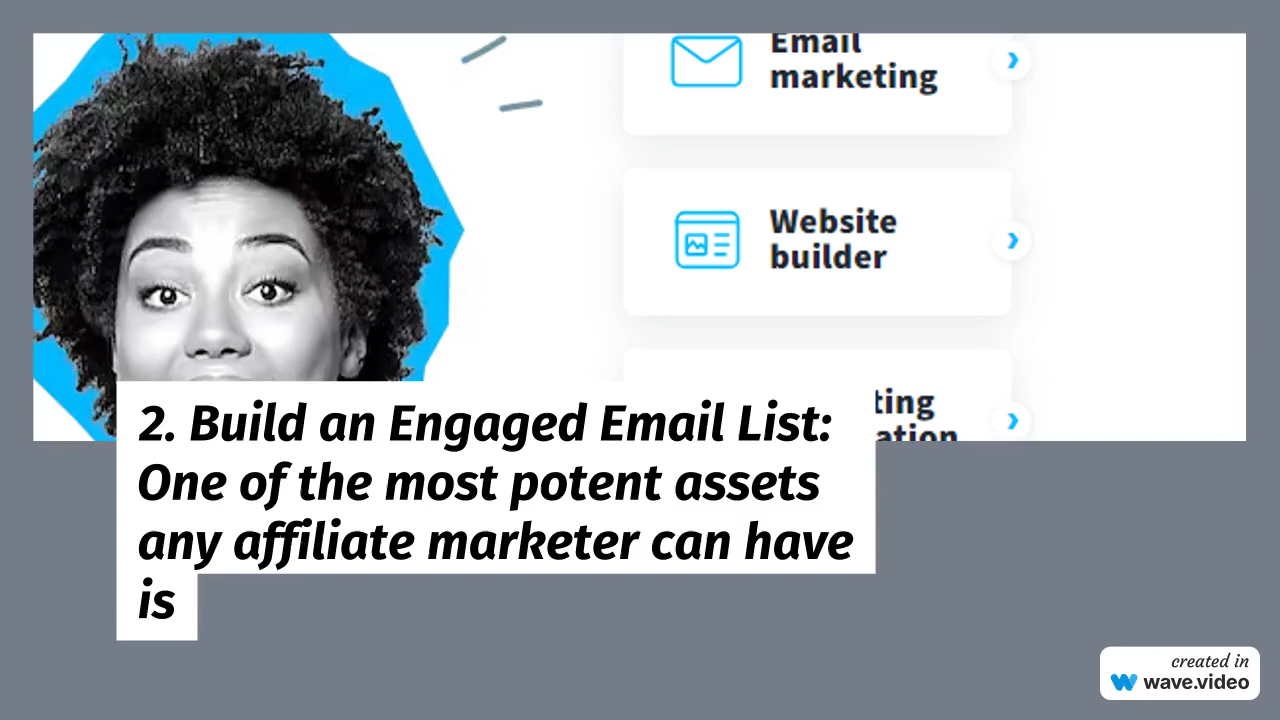 Email
marketing
Website
builder
2. Build an Engaged Email List:
One of the most potent assets
any affiliate marketer can have
is
created in
wave.video